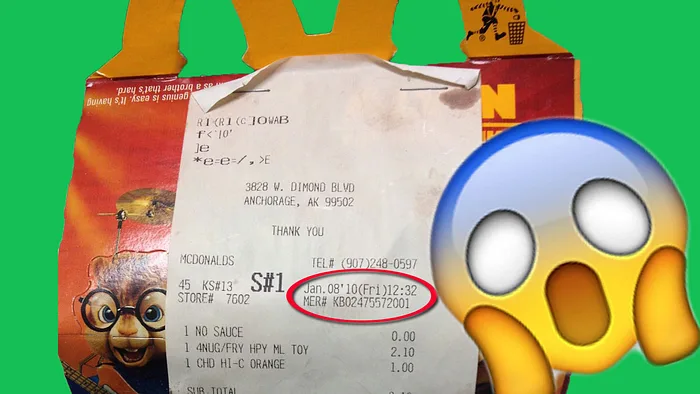 genius is easy. It's having
as a brother that's hard.
N
R1<R1(c]OWAB
f<'|0'
]e
*e=e=/,>E
3828 W. DIMOND BLVD
ANCHORAGE, AK 99502
THANK YOU
MCDONALDS TEL# (907)248-0597
45 KS#13 S#1 Jan.08'10(Fri)12:32
STORE# 7602 MER# KB02475572001
1 NO SAUCE 0.00
1 4NUG/FRY HPY ML TOY 2.10
1 CHD HI-C ORANGE 1.00
SUB TOTAL